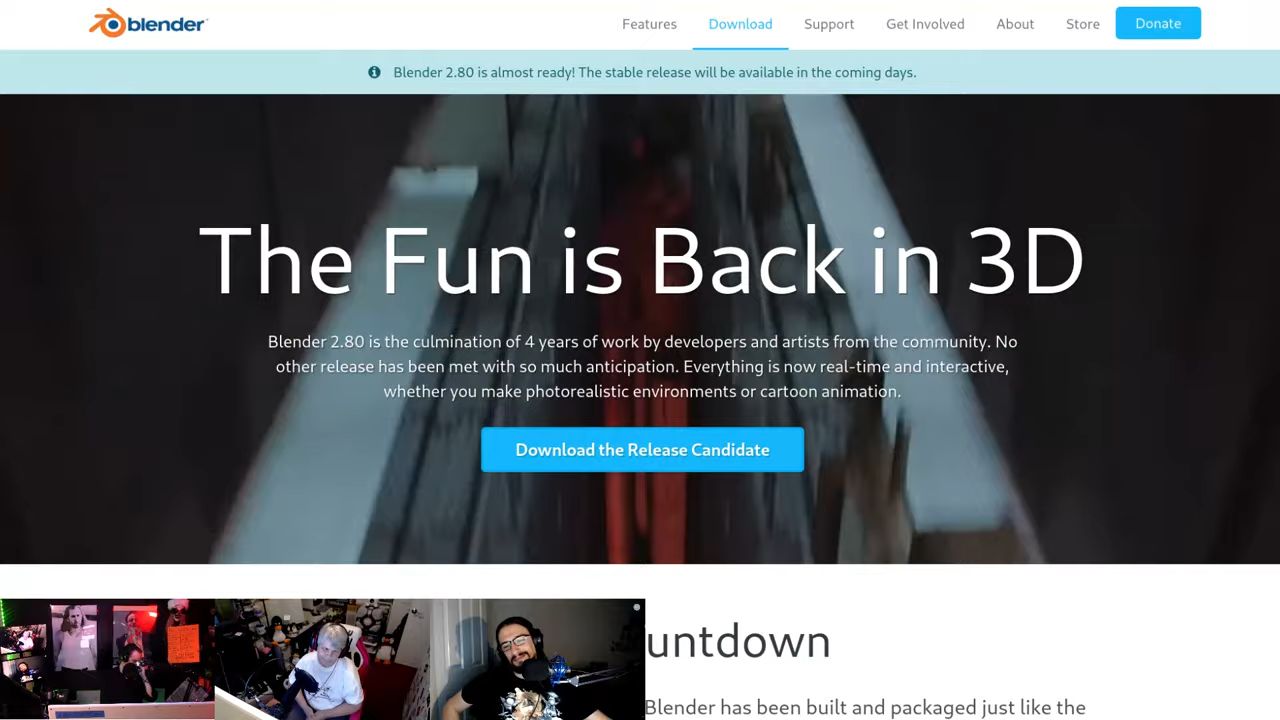 blender
Features Download Support Get Involved About Store Donate
Blender 2.80 is almost ready! The stable release will be available in the coming days.
The Fun is Back in 3D
Blender 2.80 is the culmination of 4 years of work by developers and artists from the community. No
other release has been met with so much anticipation. Everything is now real-time and interactive,
whether you make photorealistic environments or cartoon animation.
Download the Release Candidate
untdown
Blender has been built and packaged just like the